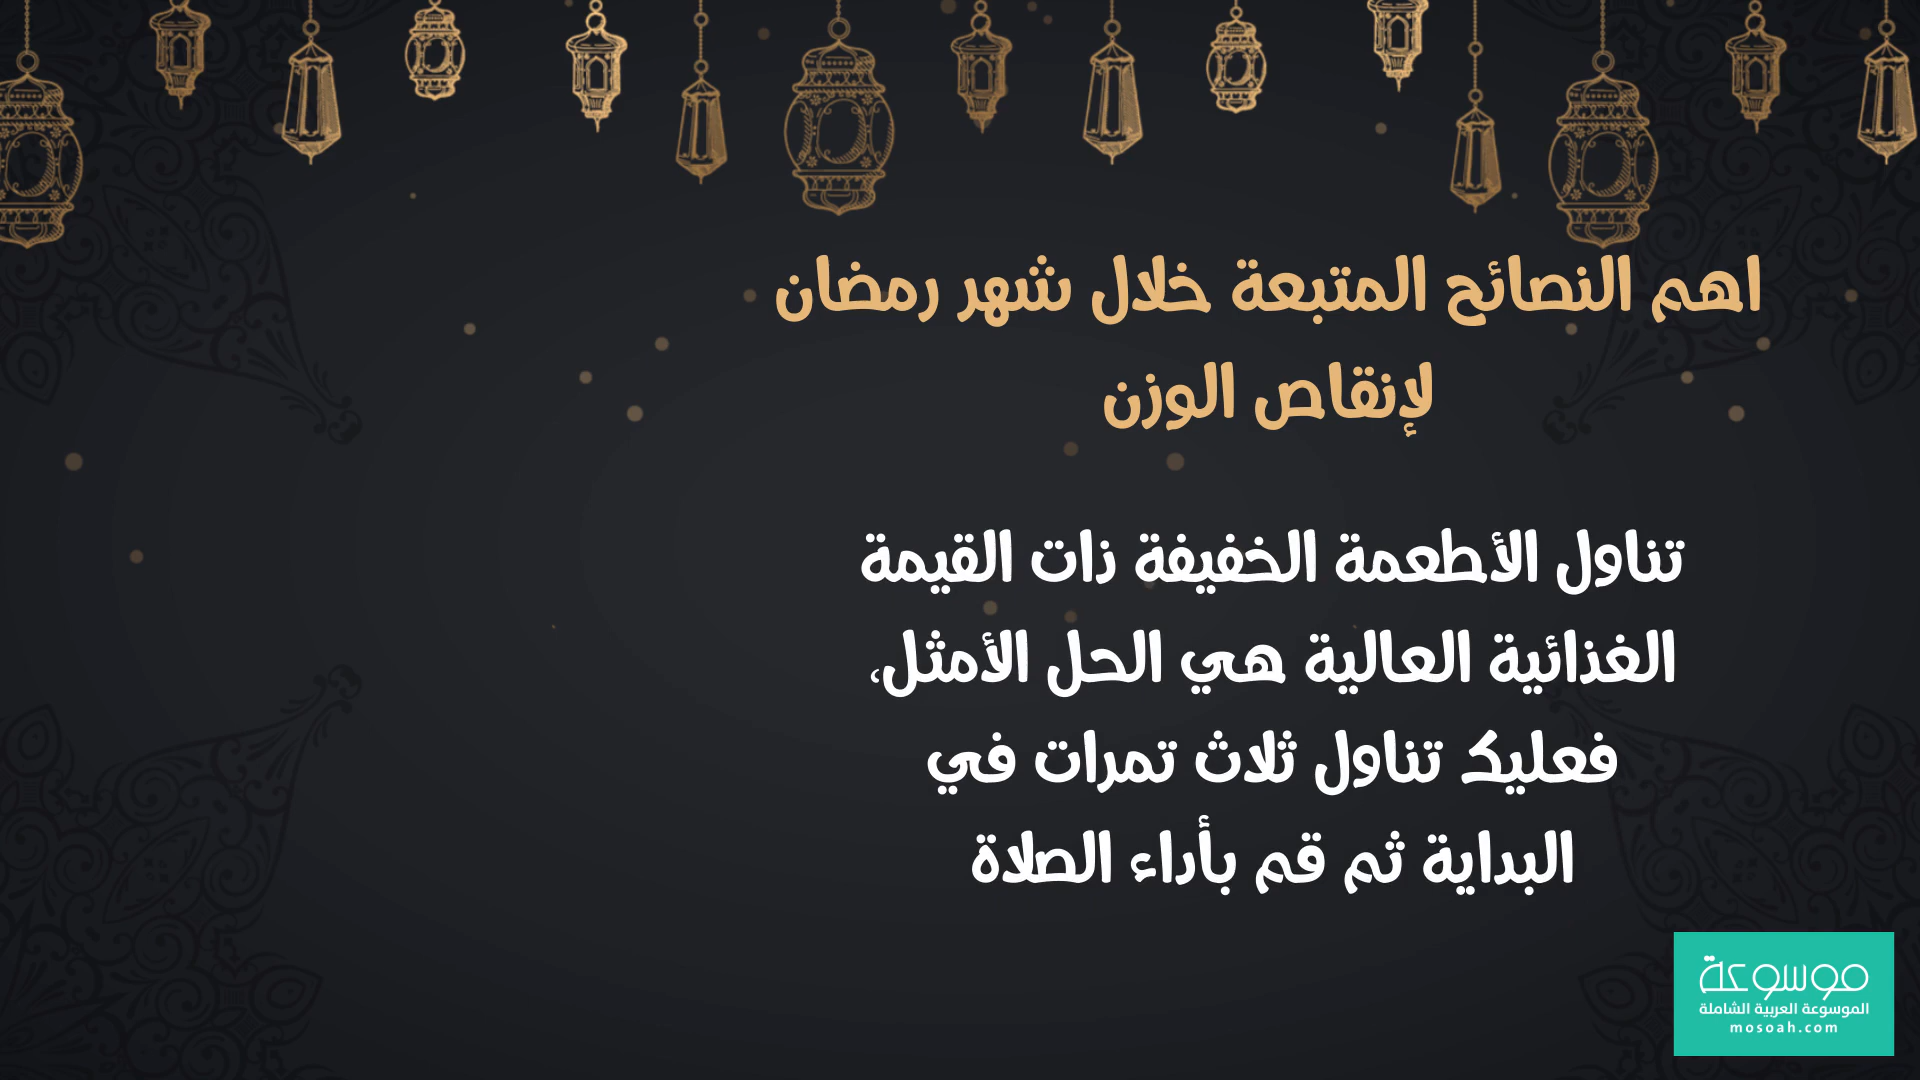 اهم النصائح المتبعة خلال شهر رمضان
لإنقاص الوزن
تناول الأطعمة الخفيفة ذات القيمة
الغذائية العالية هي الحل الأمثل،
فعليك تناول ثلاث تمرات في
البداية ثم قم بأداء الصلاة
موسوعة
الموسوعة العربية الشاملة
mosoah.com